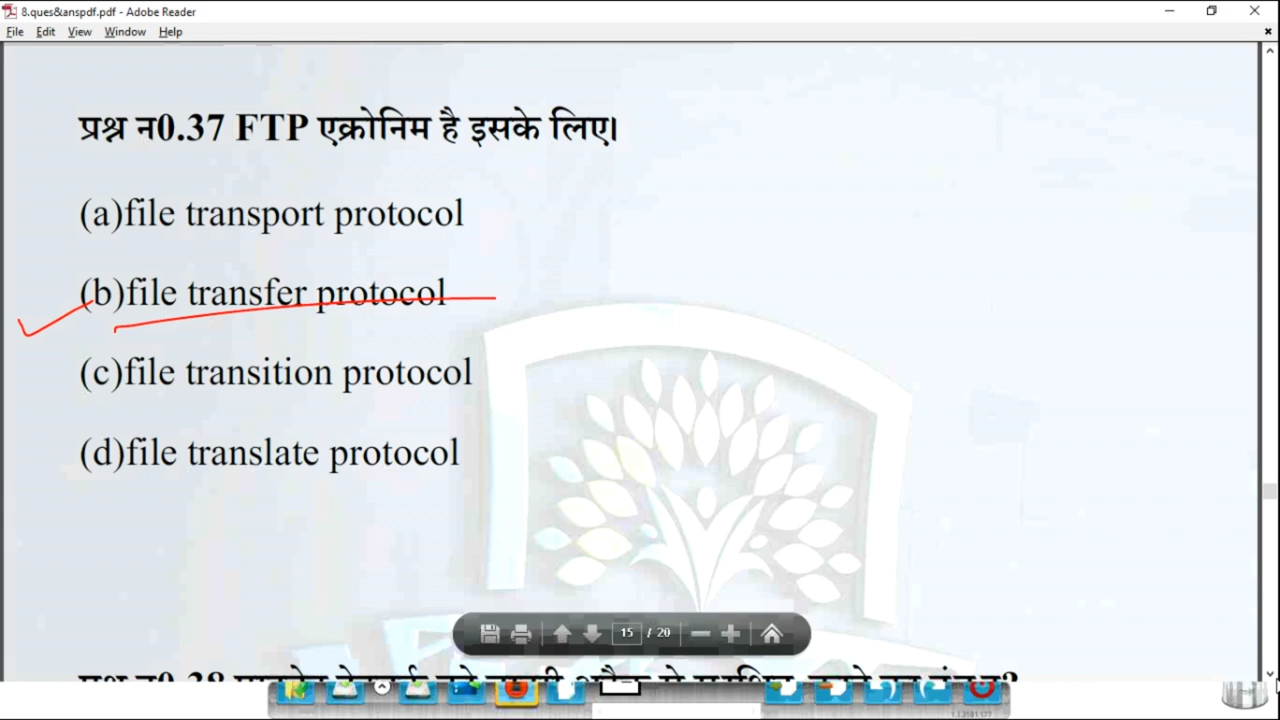 8.ques&anspdf.pdf - Adobe Reader
File Edit View Window Help
प्रश्न न0.37 FTP एक्रोनिम है इसके लिए।
(a)file transport protocol
(b)file transfer protocol
(c)file transition protocol
(d)file translate protocol
15 / 20